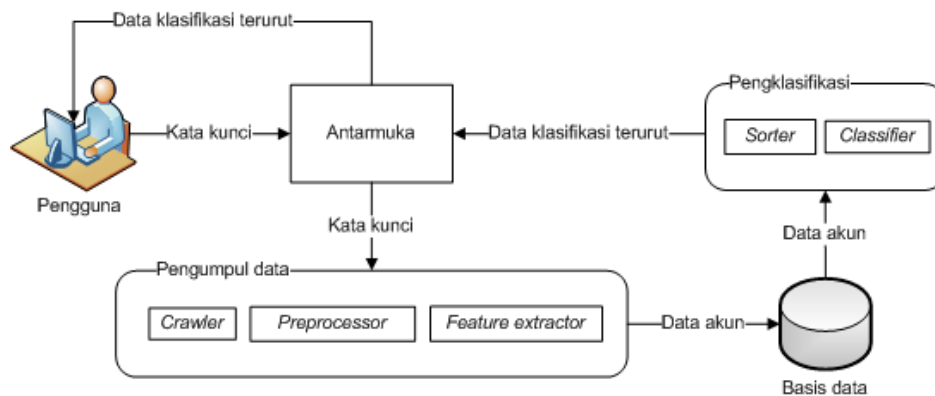 Data klasifikasi terurut
Pengklasifikasi
Kata kunci
Antarmuka
Data klasifikasi terurut
Sorter
Classifier
Pengguna
Kata kunci
Data akun
Pengumpul data
Crawler
Preprocessor
Feature extractor
Data akun
Basis data